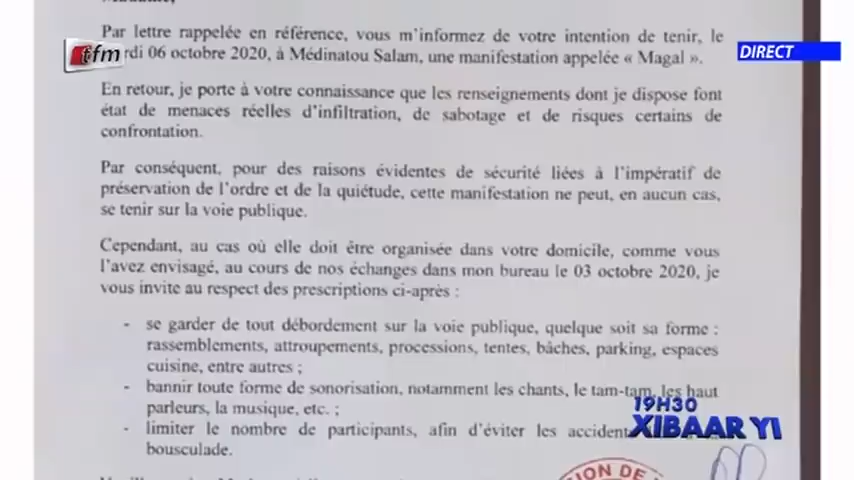 Madame,
Par lettre rappelée en référence, vous m'informez de votre intention de tenir, le
rdi 06 octobre 2020, à Médinatou Salam, une manifestation appelée « Magal ».
tfm
DIRECT
En retour, je porte à votre connaissance que les renseignements dont je dispose font
état de menaces réelles d'infiltration, de sabotage et de risques certains de
confrontation.
Par conséquent, pour des raisons évidentes de sécurité liées à l'impératif de
préservation de l'ordre et de la quiétude, cette manifestation ne peut, en aucun cas,
se tenir sur la voie publique.
Cependant, au cas où elle doit être organisée dans votre domicile, comme vous
l'avez envisagé, au cours de nos échanges dans mon bureau le 03 octobre 2020, je
vous invite au respect des prescriptions ci-après :
- se garder de tout débordement sur la voie publique, quelque soit sa forme :
rassemblements, attroupements, processions, tentes, bâches, parking, espaces
cuisine, entre autres ;
- bannir toute forme de sonorisation, notamment les chants, le tam-tam, les haut
parleurs, la musique, etc. ;
- limiter le nombre de participants, afin d'éviter les accident
bousculade.
19H30
XIBAAR YI
ION DE